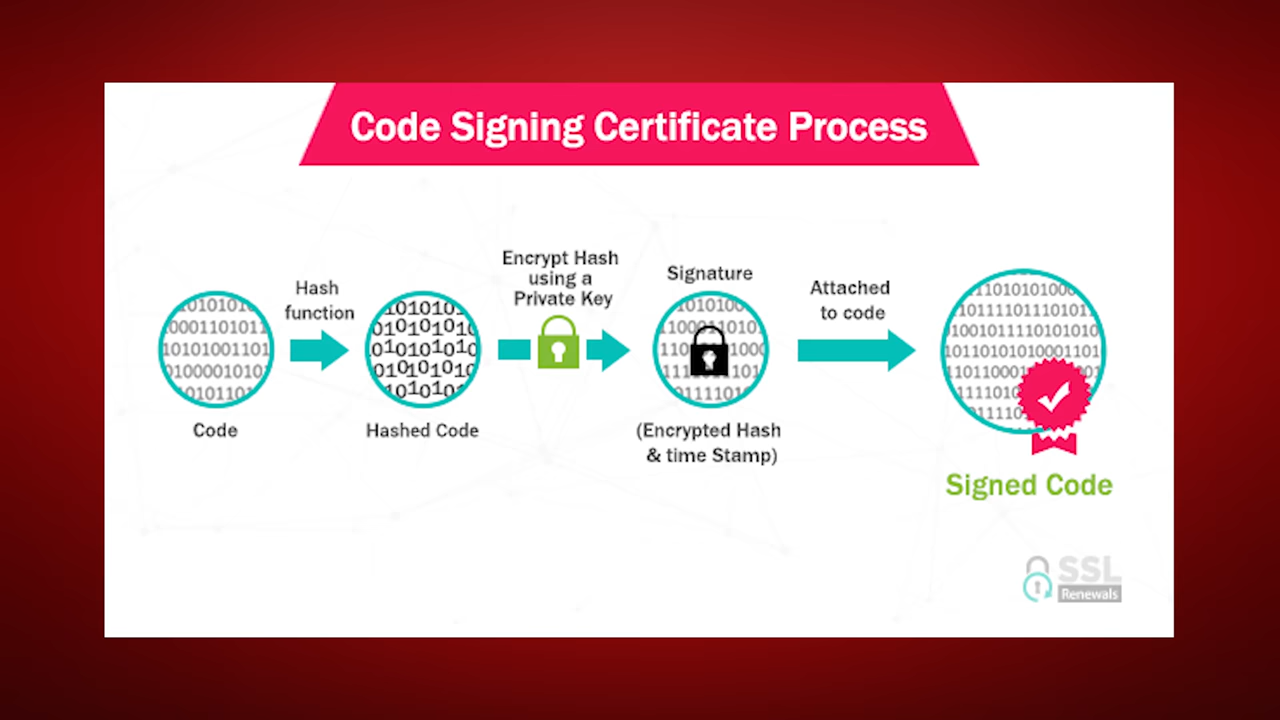 Code Signing Certificate Process
Hash
function
Encrypt Hash
using a
Private Key
Signature
Attached
to code
Code
Hashed Code
(Encrypted Hash
& time Stamp)
Signed Code
SSL
Renewals